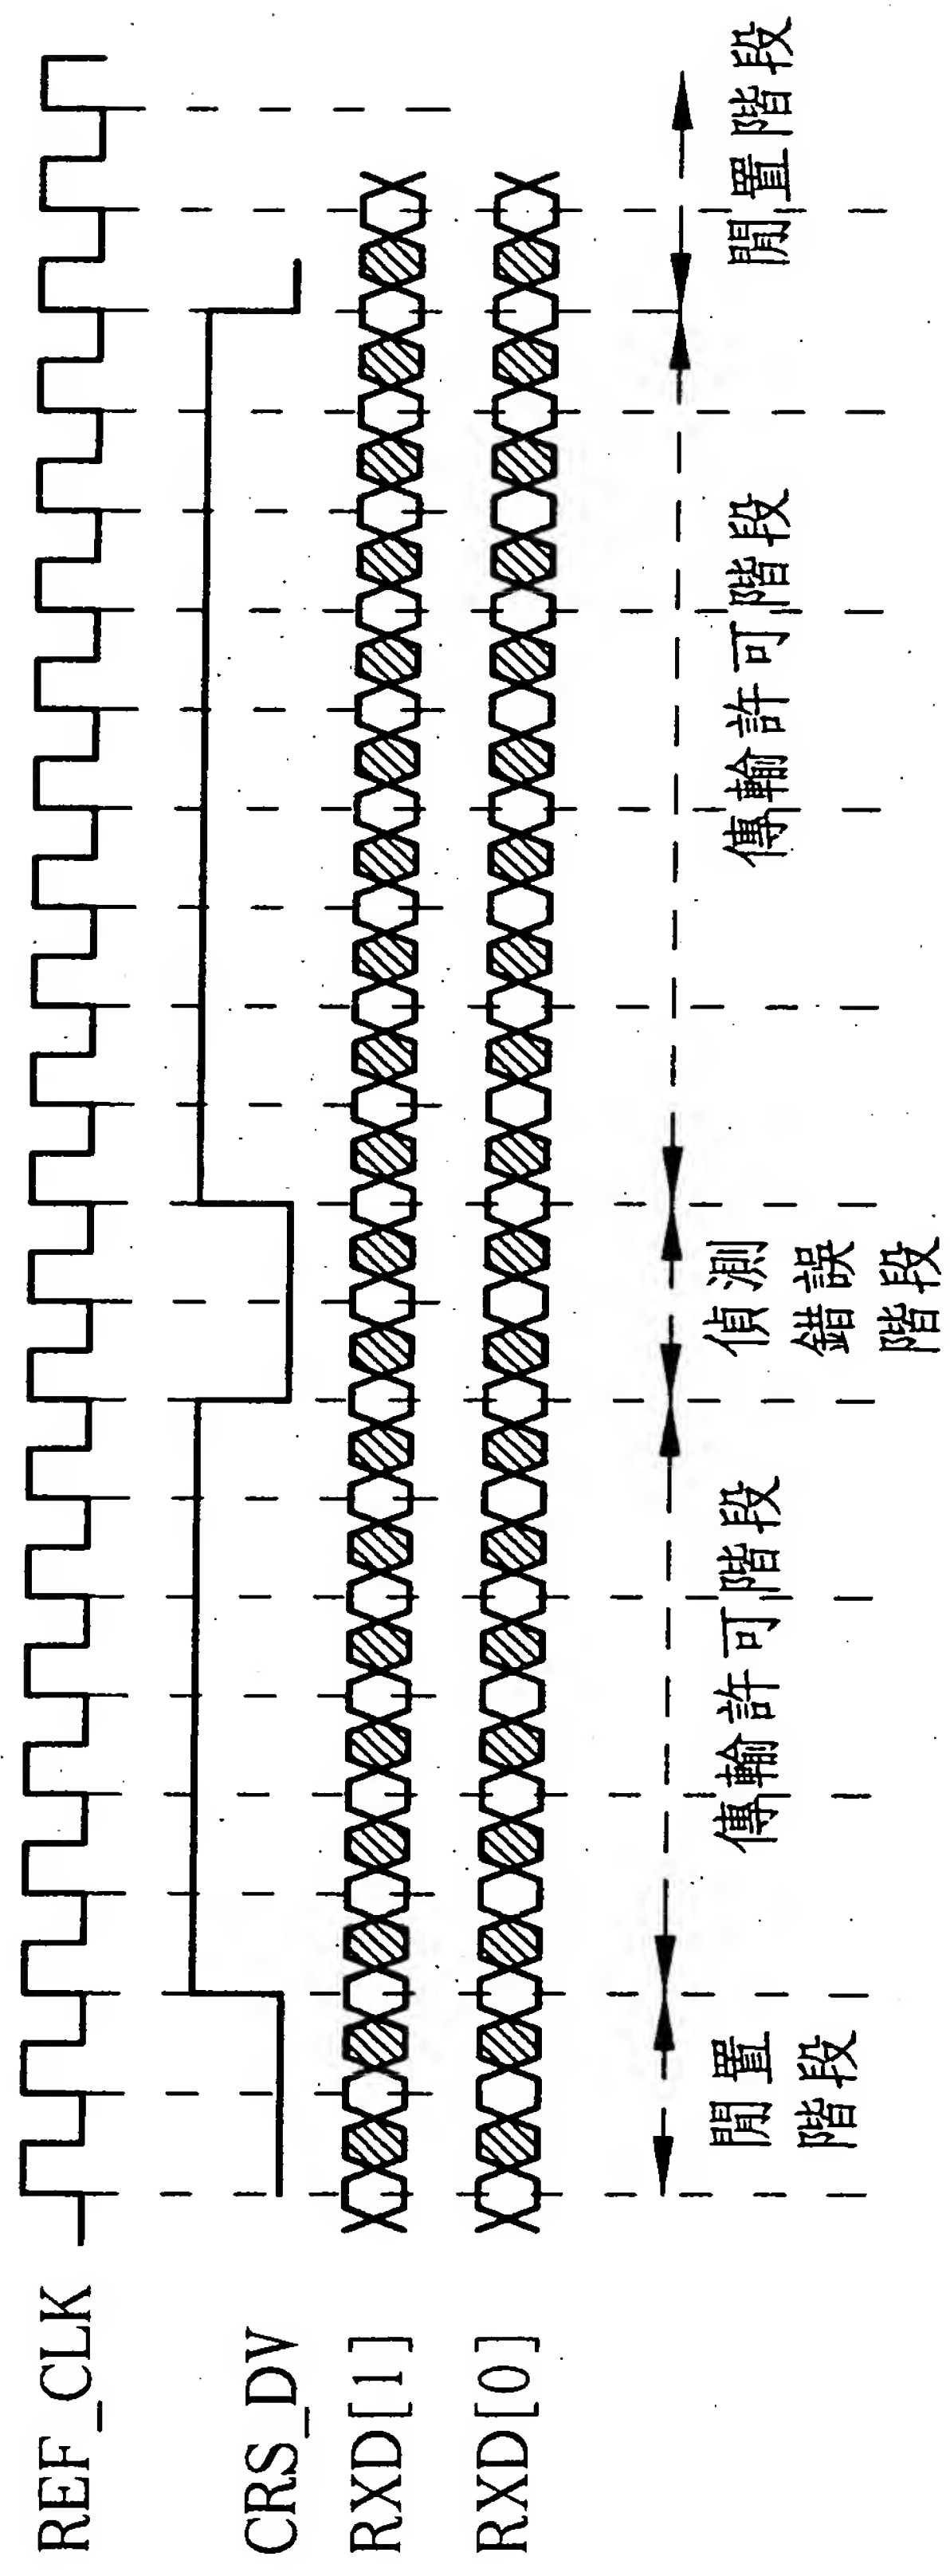 REF_CLK
CRS_DV
RXD[1]
RXD[0]
閒置
階段
傳輸許可階段
偵測
錯誤
階段
傳輸許可階段
閒置階段